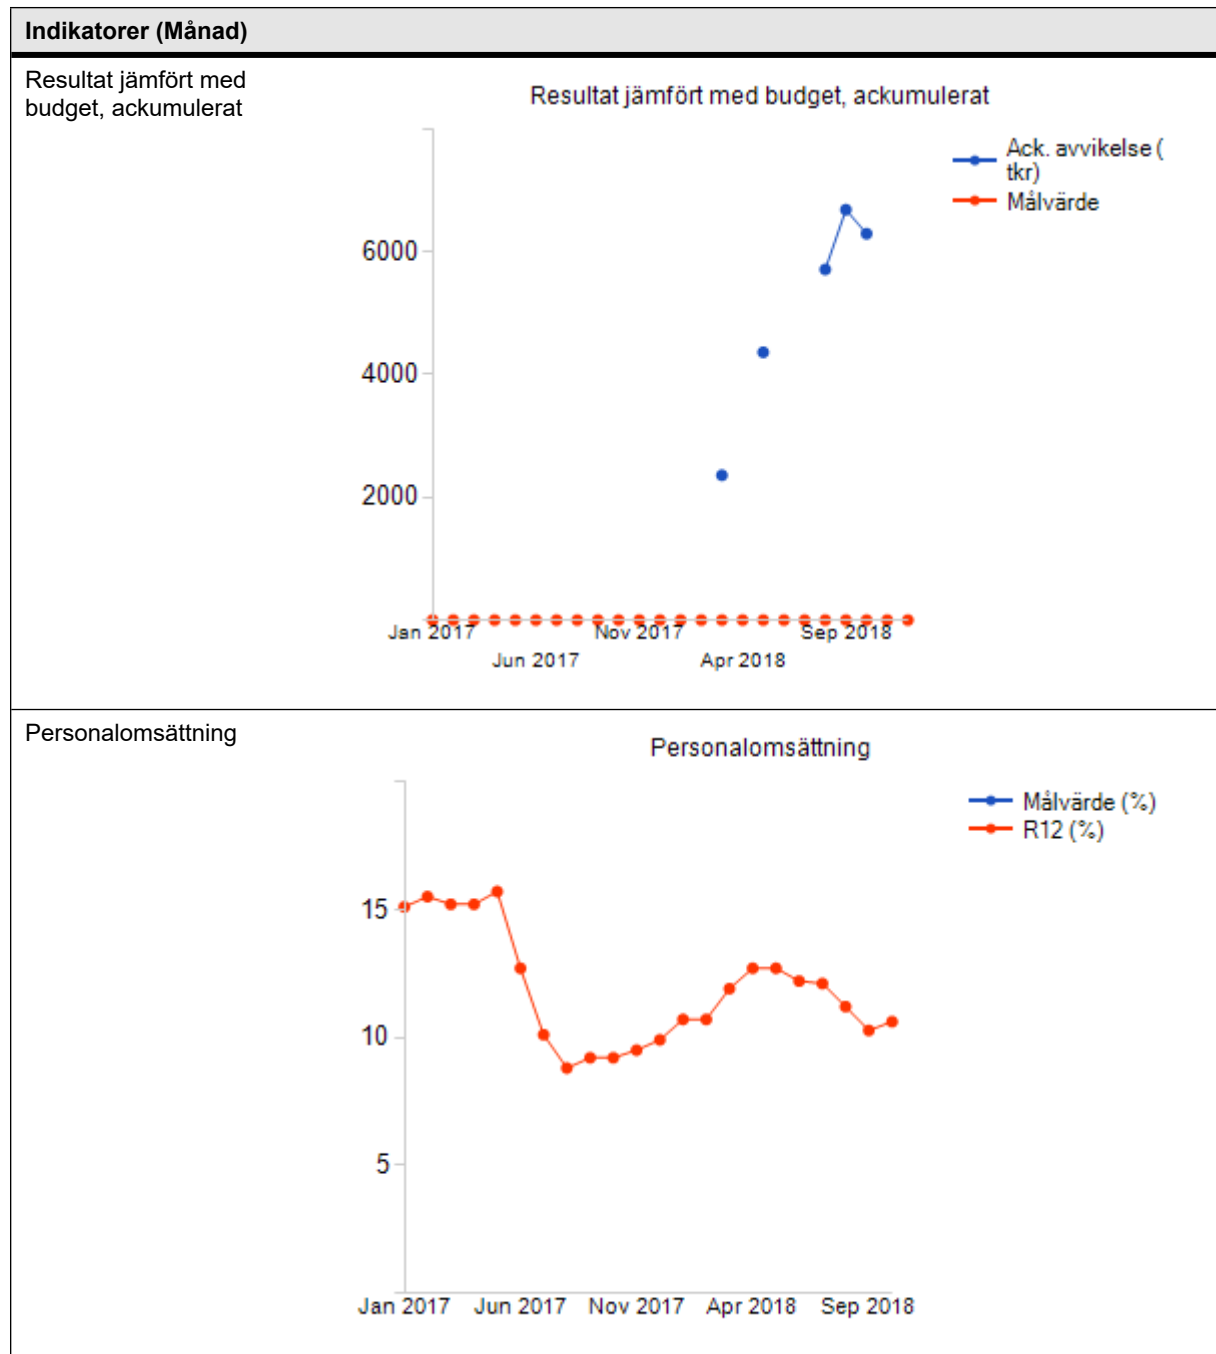 Indikatorer (Månad)
Resultat jämfört med
budget, ackumulerat
Resultat jämfört med budget, ackumulerat
Ack. avvikelse (
tkr)
Målvärde
6000
4000
2000
Jan 2017
Nov 2017
Sep 2018
Jun 2017
Apr 2018
Personalomsättning
Personalomsättning
Målvärde (%)
R12 (%)
15
10
5
Jan 2017
Jun 2017
Nov 2017
Apr 2018
Sep 2018